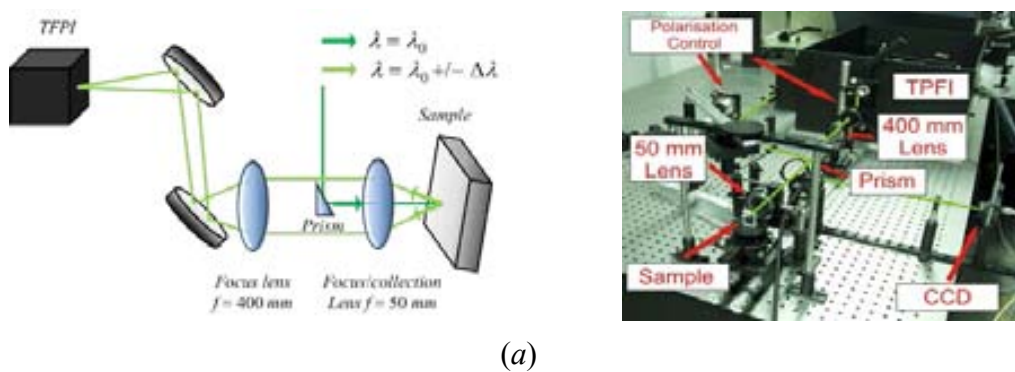 TFPI
λ = λ₀
λ = λ₀ +/− Δλ
Sample
Prism
Focus lens
f = 400 mm
Focus/collection
Lens f = 50 mm
Polarisation
Control
TPFI
400 mm
Lens
50 mm
Lens
Prism
Sample
CCD
(a)